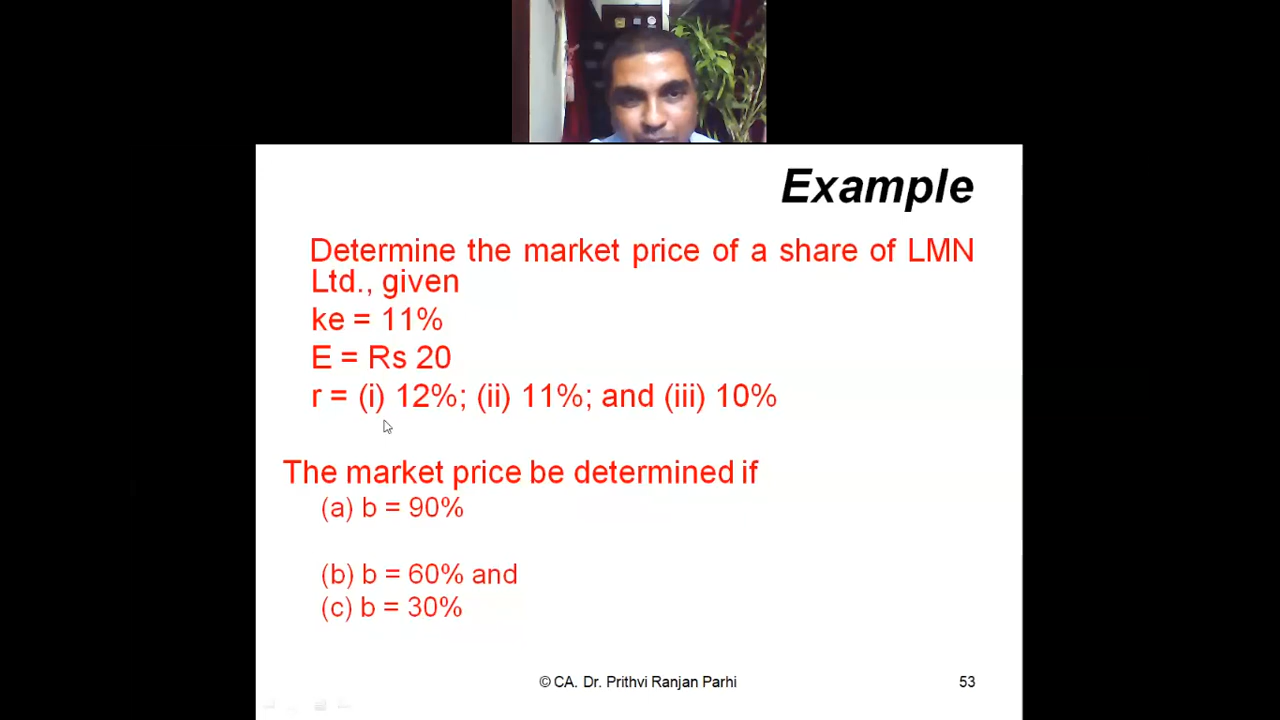 Example
Determine the market price of a share of LMN
Ltd., given
ke = 11%
E = Rs 20
r = (i) 12%; (ii) 11%; and (iii) 10%
The market price be determined if
(a) b = 90%
(b) b = 60% and
(c) b = 30%
© CA. Dr. Prithvi Ranjan Parhi
53